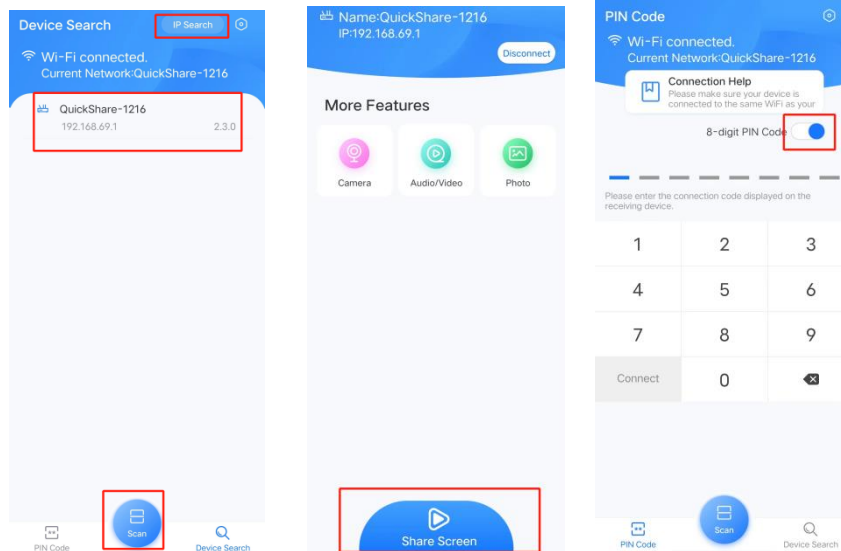 Device Search
IP Search
Wi-Fi connected.
Current Network:QuickShare-1216
QuickShare-1216
192.168.69.1
2.3.0
PIN Code
Scan
Device Search
Name:QuickShare-1216
IP:192.168.69.1
Disconnect
More Features
Camera
Audio/Video
Photo
Share Screen
PIN Code
Wi-Fi connected.
Current Network:QuickShare-1216
Connection Help
Please make sure your device is
connected to the same WiFi as your
8-digit PIN Code
Please enter the connection code displayed on the
receiving device.
1 2 3
4 5 6
7 8 9
Connect 0
PIN Code
Scan
Device Search